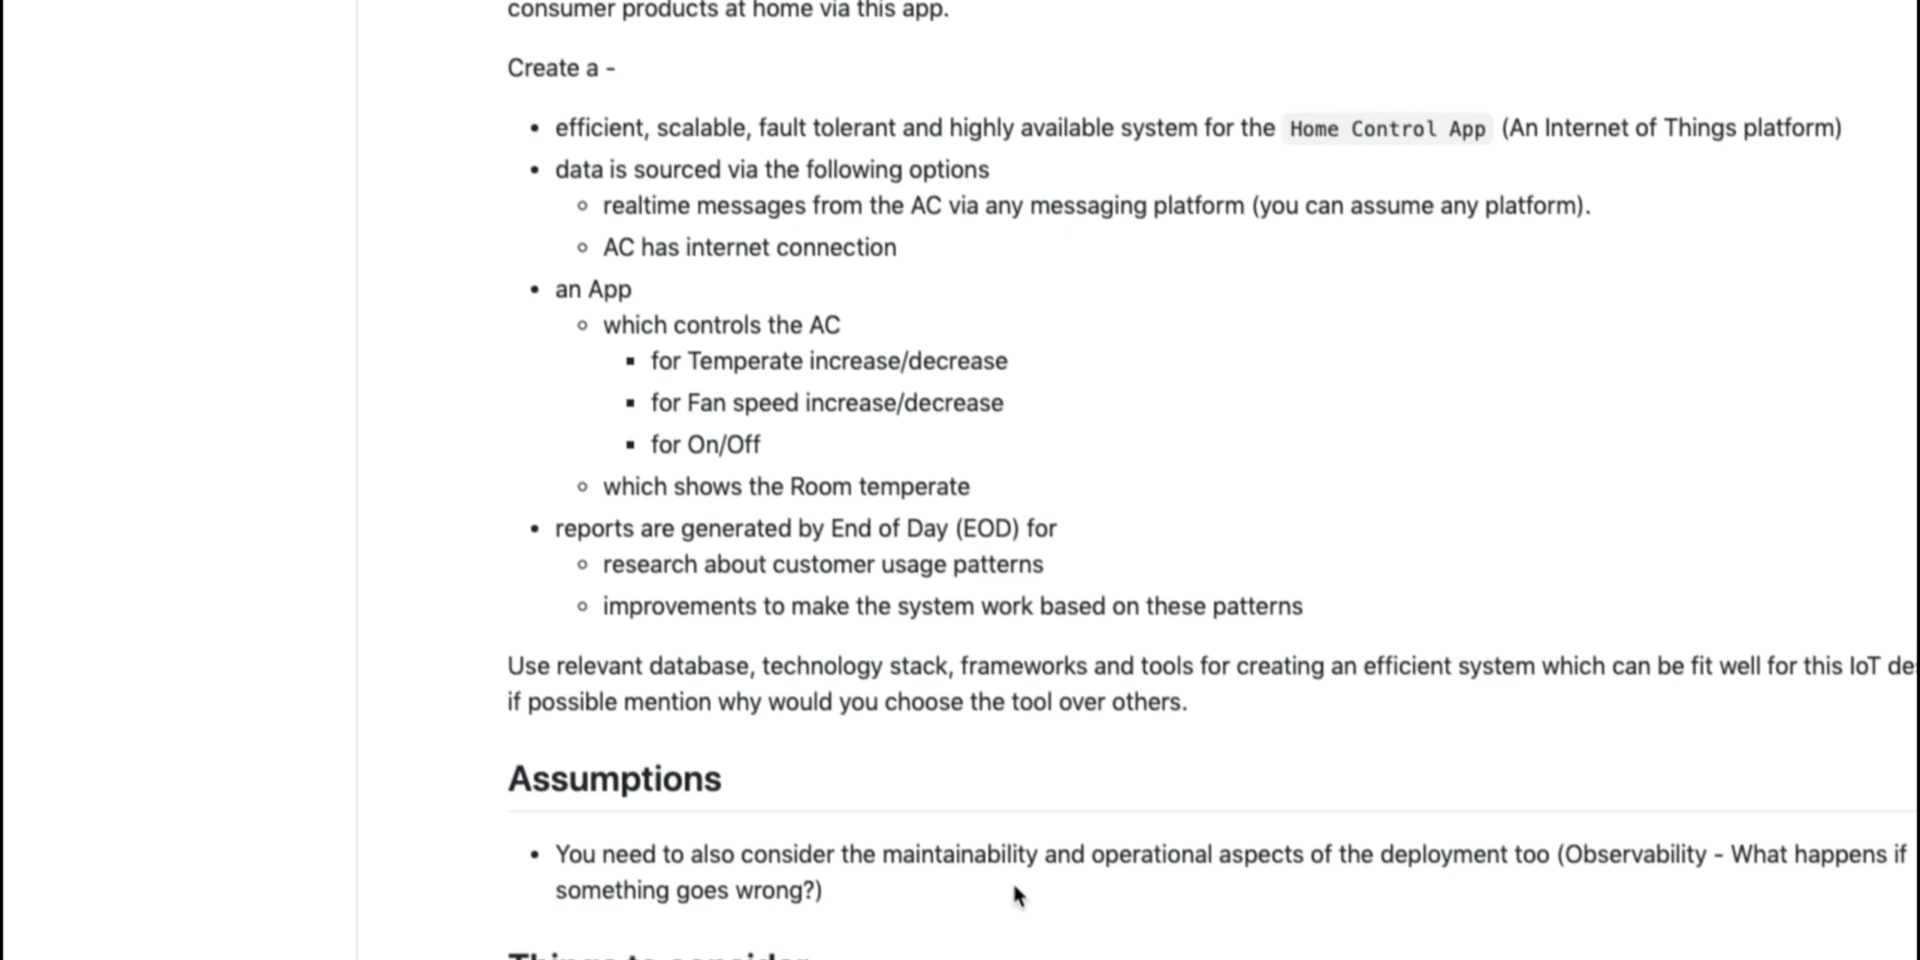 consumer products at home via this app.
Create a -
• efficient, scalable, fault tolerant and highly available system for the Home Control App (An Internet of Things platform)
• data is sourced via the following options
◦ realtime messages from the AC via any messaging platform (you can assume any platform).
◦ AC has internet connection
• an App
◦ which controls the AC
▪ for Temperate increase/decrease
▪ for Fan speed increase/decrease
▪ for On/Off
◦ which shows the Room temperate
• reports are generated by End of Day (EOD) for
◦ research about customer usage patterns
◦ improvements to make the system work based on these patterns
Use relevant database, technology stack, frameworks and tools for creating an efficient system which can be fit well for this IoT
if possible mention why would you choose the tool over others.
Assumptions
• You need to also consider the maintainability and operational aspects of the deployment too (Observability - What happens if
something goes wrong?)
Things to consider